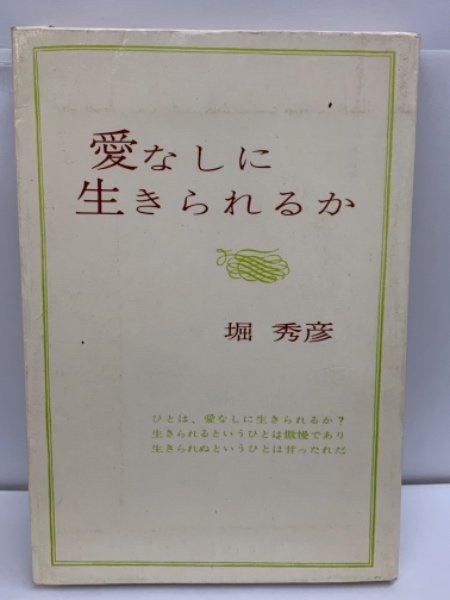 愛なしに
生きられるか
堀 秀彦
ひとは、愛なしに生きられるか?
生きられるというひとは傲慢であり
生きられぬというひとは甘ったれだ